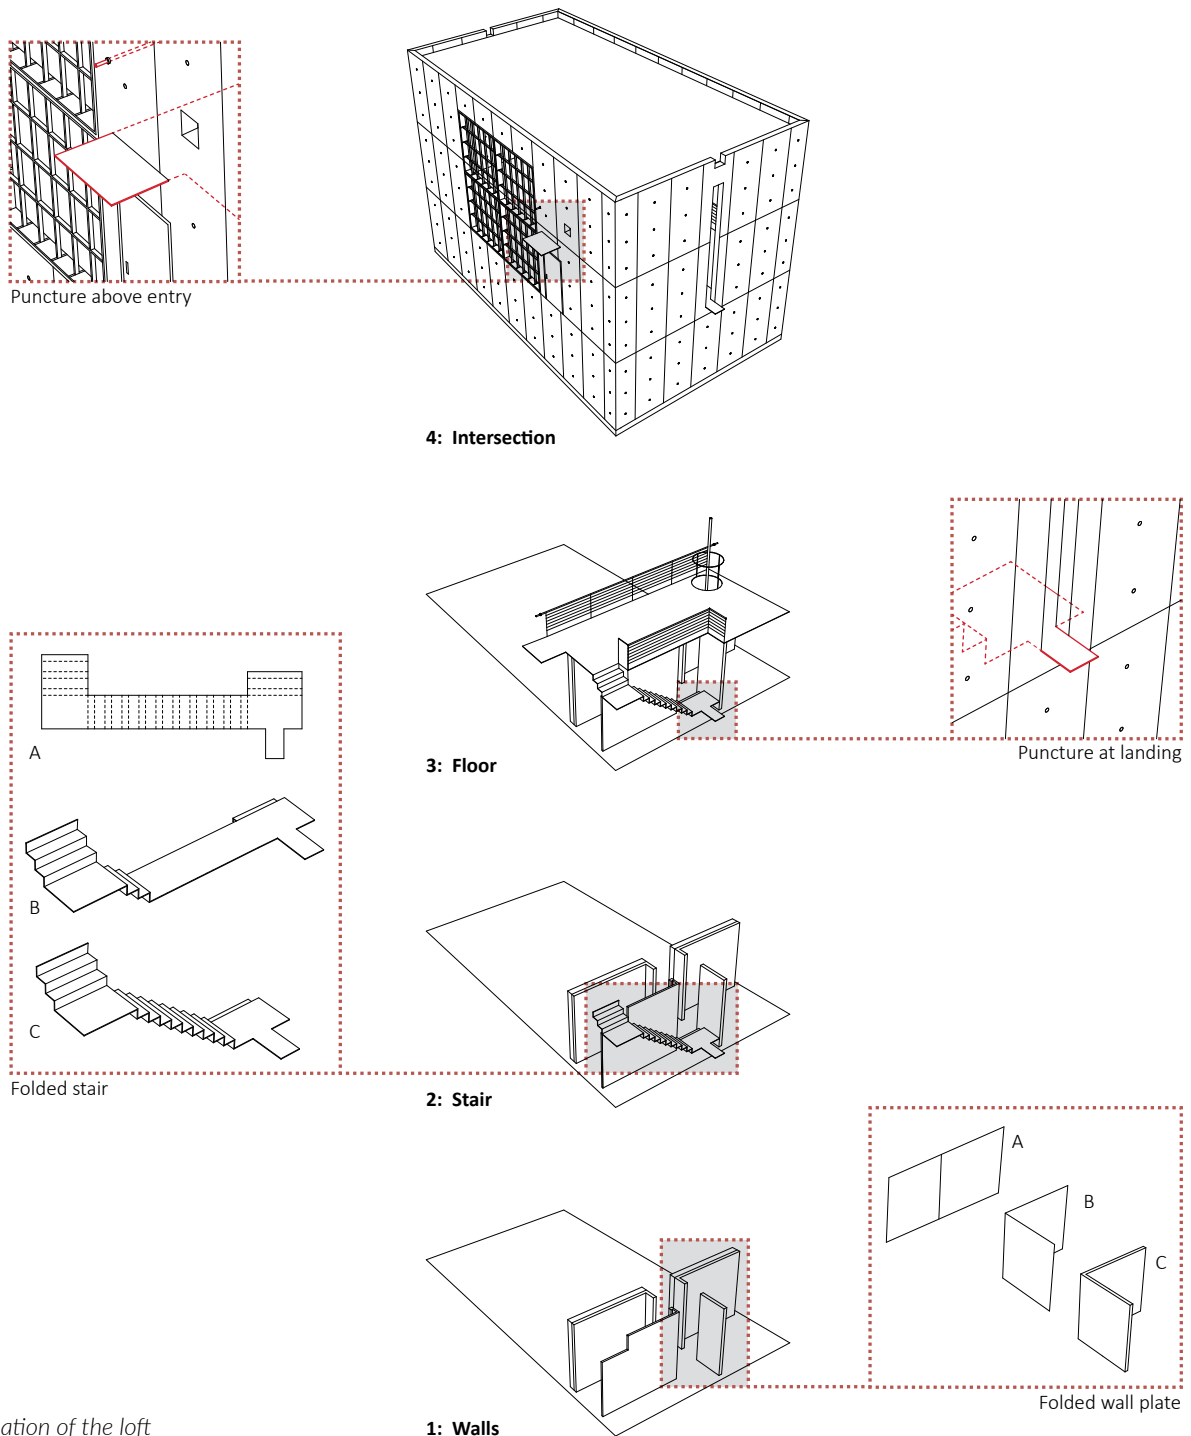 Puncture above entry
4: Intersection
A
B
C
Folded stair
3: Floor
Puncture at landing
2: Stair
A
B
C
Folded wall plate
ation of the loft
1: Walls